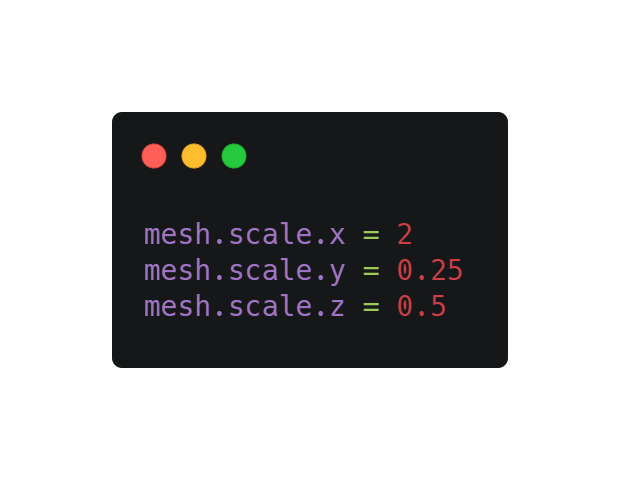 mesh.scale.x = 2
mesh.scale.y = 0.25
mesh.scale.z = 0.5